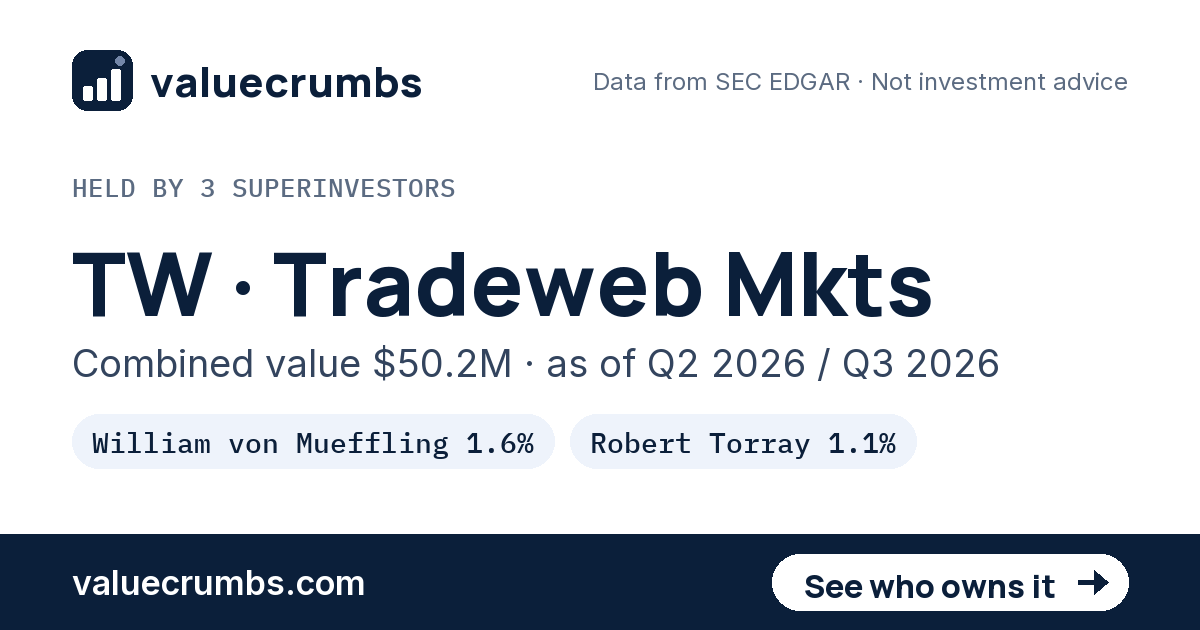 valuecrumbs
Data from SEC EDGAR · Not investment advice
HELD BY 3 SUPERINVESTORS
TW · Tradeweb Mkts
Combined value $50.2M · as of Q2 2026 / Q3 2026
William von Mueffling 1.6%
Robert Torray 1.1%
valuecrumbs.com
See who owns it →